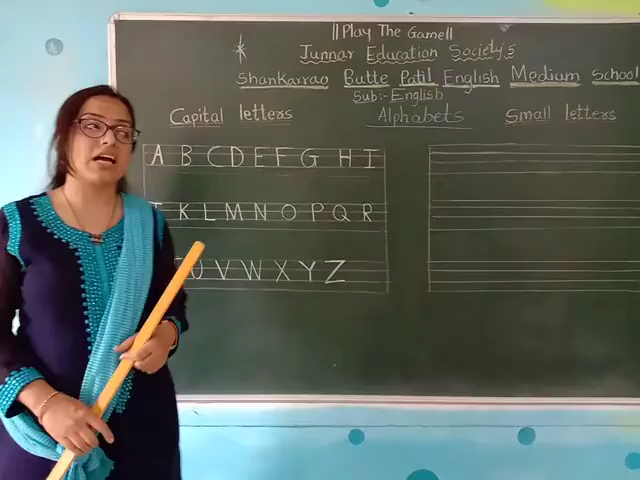 || Play The Game ||
Junnar Education Society's
Shankarrao Butte Patil English Medium School
Sub:- English
Capital letters Alphabets Small letters
A B C D E F G H I
J K L M N O P Q R
U V W X Y Z